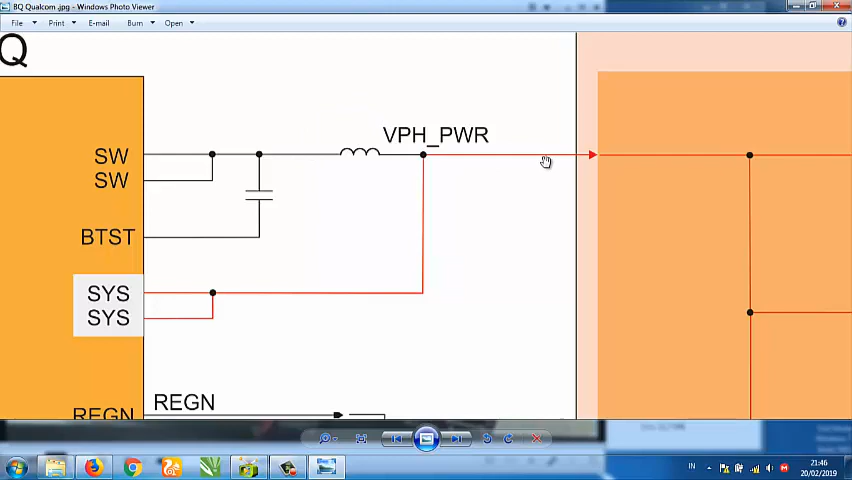 BQ Qualcom .jpg - Windows Photo Viewer
File Print E-mail Burn Open
Q
VPH_PWR
SW
SW
BTST
SYS
SYS
REGN
REGN
IN
21:46
20/02/2019